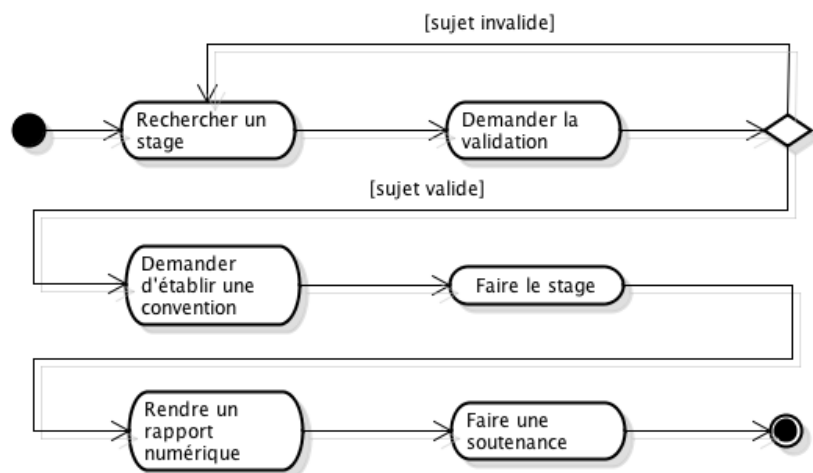 [sujet invalide]
Rechercher un
stage
Demander la
validation
[sujet valide]
Demander
d'établir une
convention
Faire le stage
Rendre un
rapport
numérique
Faire une
soutenance